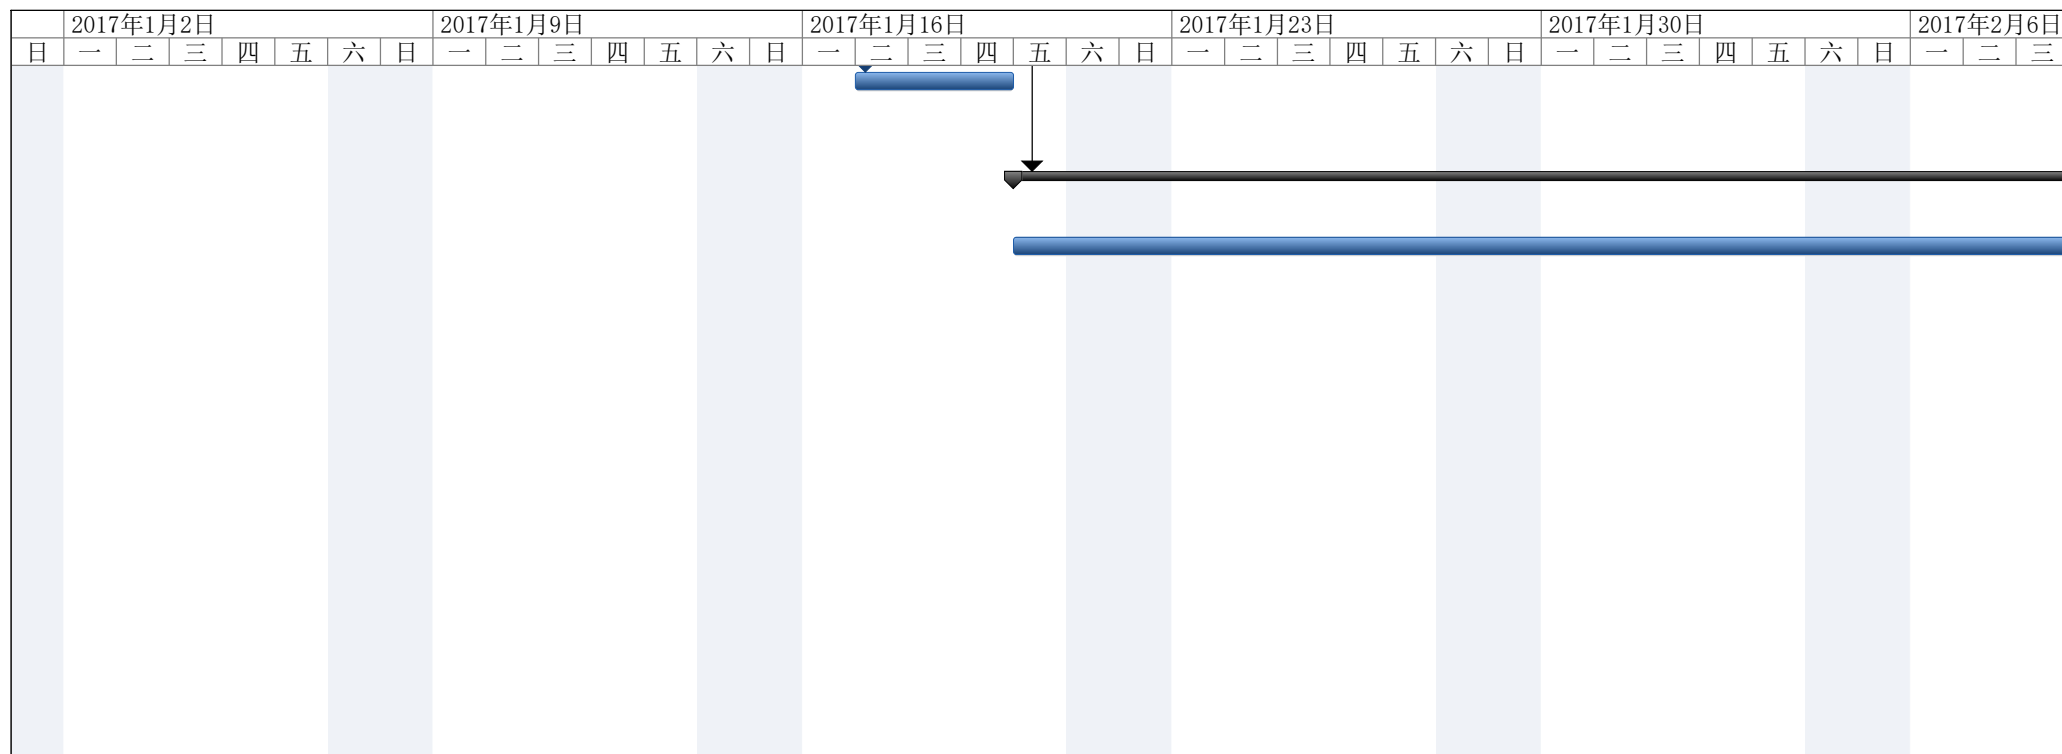 2017年1月2日 2017年1月9日 2017年1月16日 2017年1月23日 2017年1月30日 2017年2月6日
日 一 二 三 四 五 六 日 一 二 三 四 五 六 日 一 二 三 四 五 六 日 一 二 三 四 五 六 日 一 二 三 四 五 六 日 一 二 三